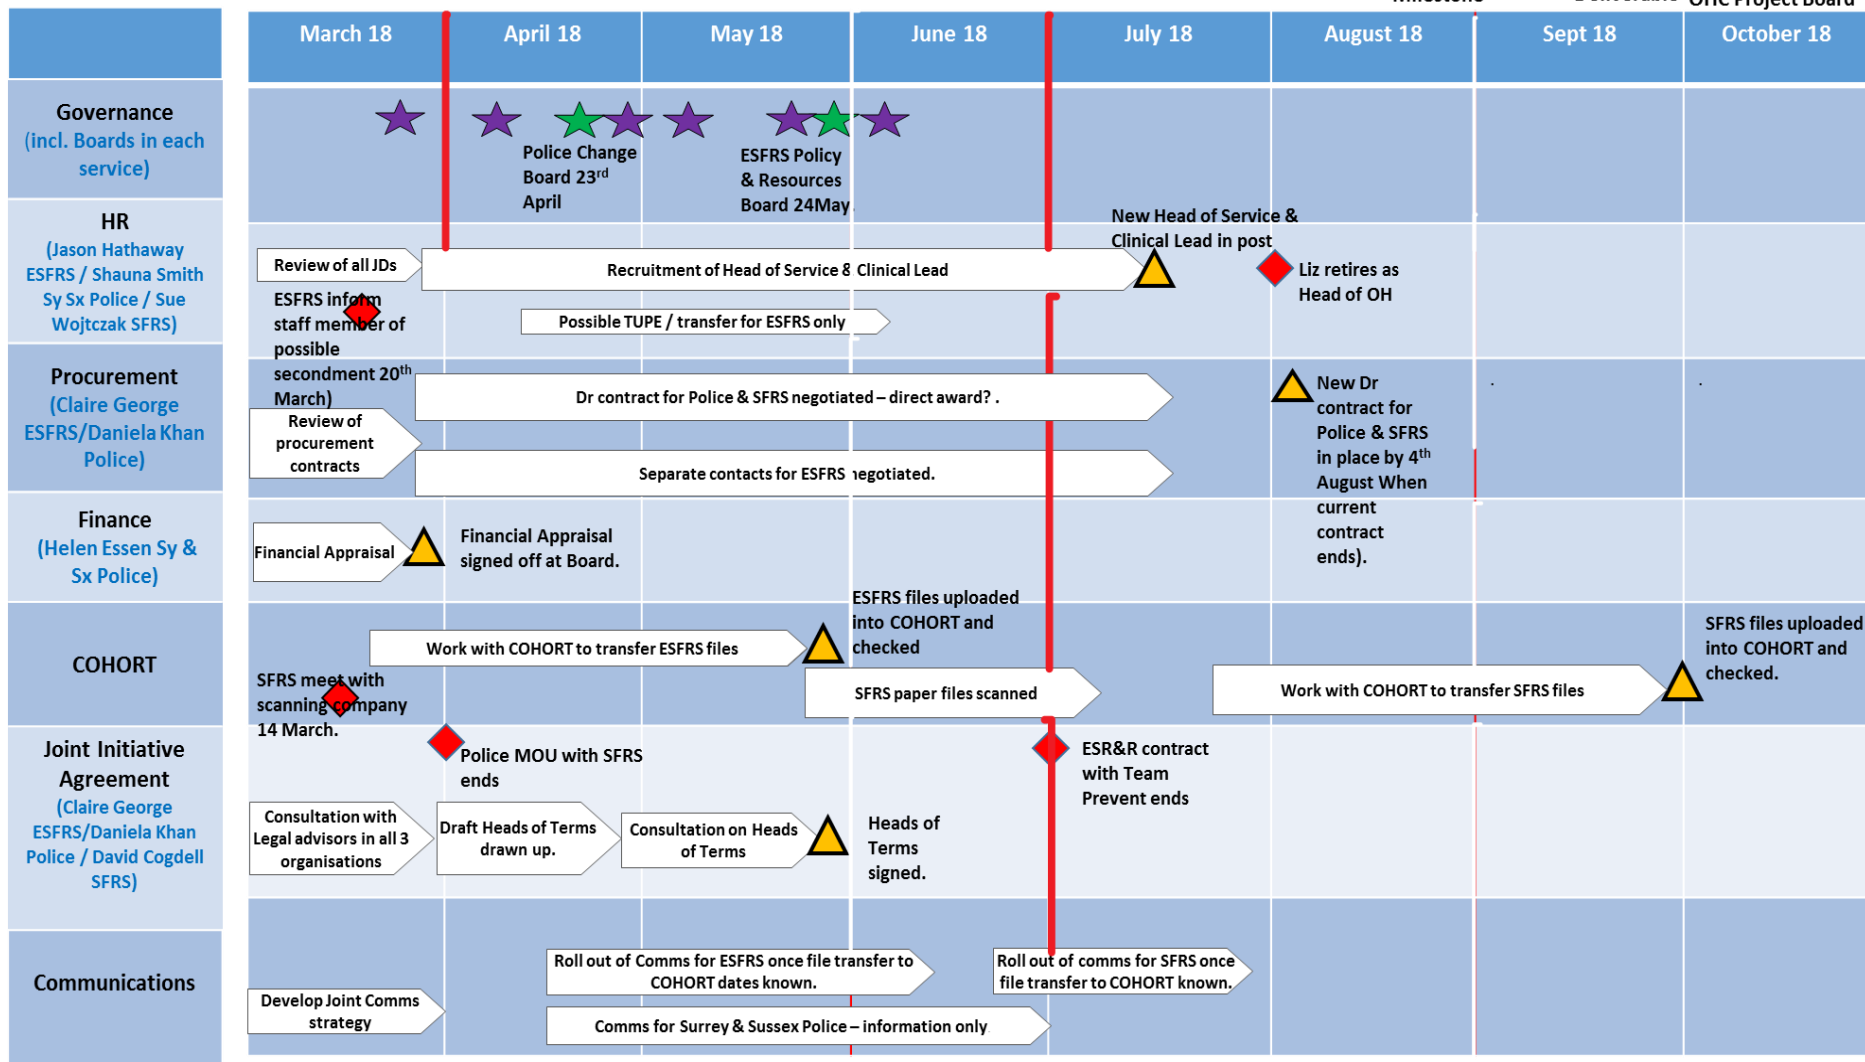 OHC Project Board
March 18
April 18
May 18
June 18
July 18
August 18
Sept 18
October 18
Governance
(incl. Boards in each
service)
Police Change
Board 23rd
April
ESFRS Policy
& Resources
Board 24May
HR
(Jason Hathaway
ESFRS / Shauna Smith
Sy Sx Police / Sue
Wojtczak SFRS)
Review of all JDs
Recruitment of Head of Service & Clinical Lead
New Head of Service &
Clinical Lead in post
Liz retires as
Head of OH
ESFRS inform
staff member of
possible
secondment 20th
March)
Possible TUPE / transfer for ESFRS only
Procurement
(Claire George
ESFRS/Daniela Khan
Police)
Review of
procurement
contracts
Dr contract for Police & SFRS negotiated – direct award? .
Separate contacts for ESFRS negotiated.
New Dr
contract for
Police & SFRS
in place by 4th
August When
current
contract
ends).
Finance
(Helen Essen Sy &
Sx Police)
Financial Appraisal
Financial Appraisal
signed off at Board.
COHORT
Work with COHORT to transfer ESFRS files
ESFRS files uploaded
into COHORT and
checked
SFRS meet with
scanning company
14 March.
SFRS paper files scanned
Work with COHORT to transfer SFRS files
SFRS files uploaded
into COHORT and
checked.
Joint Initiative
Agreement
(Claire George
ESFRS/Daniela Khan
Police / David Cogdell
SFRS)
Police MOU with SFRS
ends
ESR&R contract
with Team
Prevent ends
Consultation with
Legal advisors in all 3
organisations
Draft Heads of Terms
drawn up.
Consultation on Heads
of Terms
Heads of
Terms
signed.
Communications
Develop Joint Comms
strategy
Roll out of Comms for ESFRS once file transfer to
COHORT dates known.
Roll out of comms for SFRS once
file transfer to COHORT known.
Comms for Surrey & Sussex Police – information only